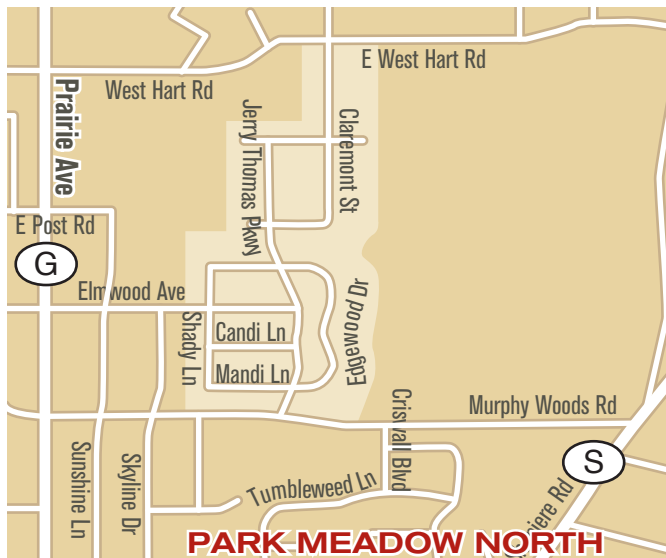 E West Hart Rd
West Hart Rd
Prairie Ave
Jerry Thomas Pkwy
Claremont St
E Post Rd
G
Elmwood Ave
Edgewood Dr
Shady Ln
Candi Ln
Mandi Ln
Murphy Woods Rd
Criswall Blvd
Sunshine Ln
Skyline Dr
Tumbleweed Ln
S
Rd
PARK MEADOW NORTH